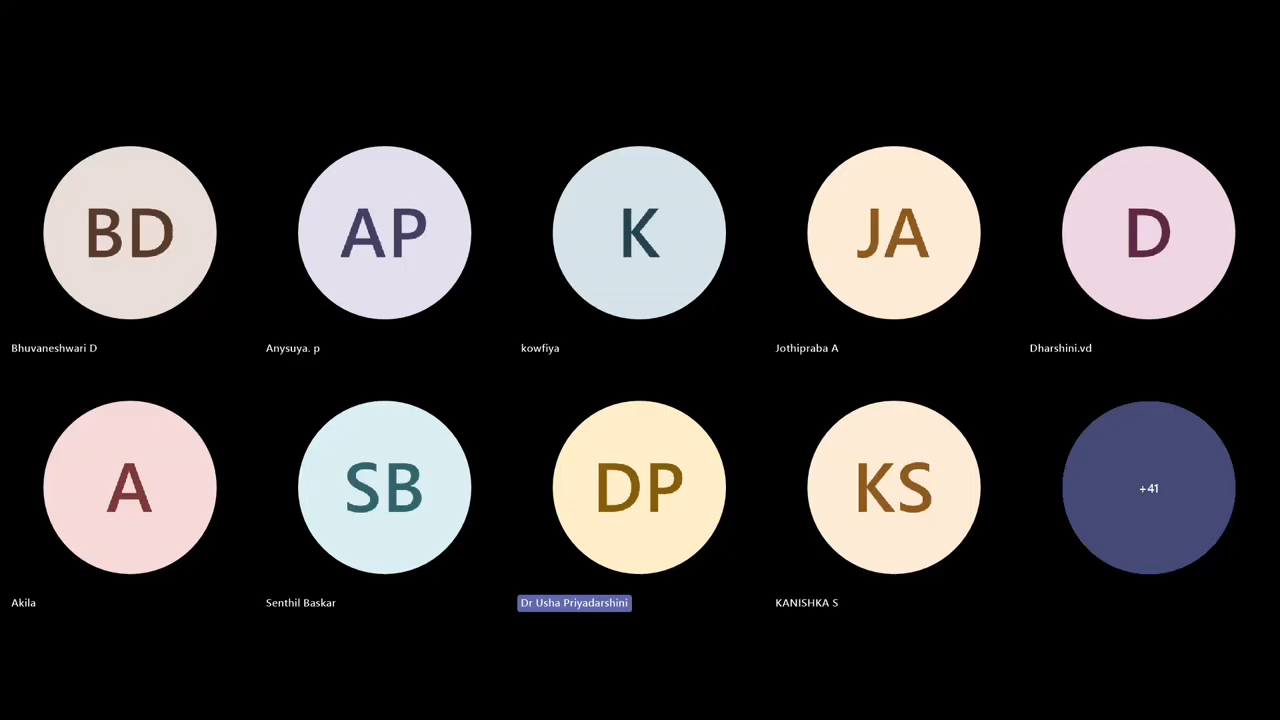 BD
AP
K
JA
D
Bhuvaneshwari D
Anysuya. p
kowfiya
Jothipraba A
Dharshini.vd
A
SB
DP
KS
+41
Akila
Senthil Baskar
Dr Usha Priyadarshini
KANISHKA S